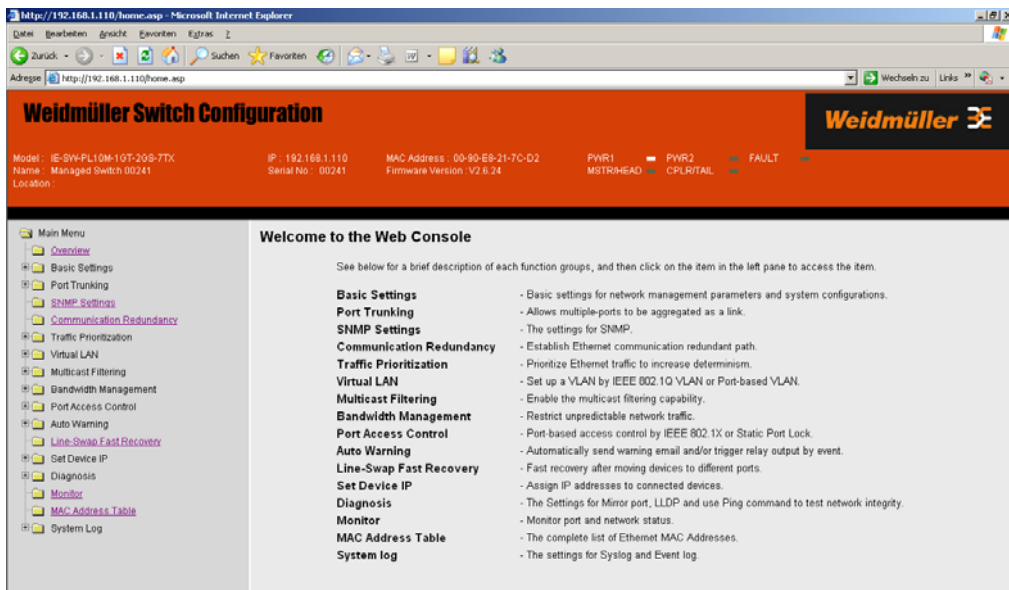 http://192.168.1.110/home.asp - Microsoft Internet Explorer
Datei Bearbeiten Ansicht Favoriten Extras ?
Zurück Suchen Favoriten
Adresse http://192.168.1.110/home.asp Wechseln zu Links »
Weidmüller Switch Configuration
Weidmüller
Model : IE-SW-PL10M-1GT-2GS-7TX IP : 192.168.1.110 MAC Address : 00-90-E8-21-7C-D2 PWR1 PWR2 FAULT
Name : Managed Switch 00241 Serial No : 00241 Firmware Version : V2.6.24 MSTR/HEAD CPLR/TAIL
Location :
Main Menu
Overview
Basic Settings
Port Trunking
SNMP Settings
Communication Redundancy
Traffic Prioritization
Virtual LAN
Multicast Filtering
Bandwidth Management
Port Access Control
Auto Warning
Line-Swap Fast Recovery
Set Device IP
Diagnosis
Monitor
MAC Address Table
System Log
Welcome to the Web Console
See below for a brief description of each function groups, and then click on the item in the left pane to access the item.
Basic Settings - Basic settings for network management parameters and system configurations.
Port Trunking - Allows multiple-ports to be aggregated as a link.
SNMP Settings - The settings for SNMP.
Communication Redundancy - Establish Ethernet communication redundant path.
Traffic Prioritization - Prioritize Ethernet traffic to increase determinism.
Virtual LAN - Set up a VLAN by IEEE 802.1Q VLAN or Port-based VLAN.
Multicast Filtering - Enable the multicast filtering capability.
Bandwidth Management - Restrict unpredictable network traffic.
Port Access Control - Port-based access control by IEEE 802.1X or Static Port Lock.
Auto Warning - Automatically send warning email and/or trigger relay output by event.
Line-Swap Fast Recovery - Fast recovery after moving devices to different ports.
Set Device IP - Assign IP addresses to connected devices.
Diagnosis - The Settings for Mirror port, LLDP and use Ping command to test network integrity.
Monitor - Monitor port and network status.
MAC Address Table - The complete list of Ethernet MAC Addresses.
System log - The settings for Syslog and Event log.